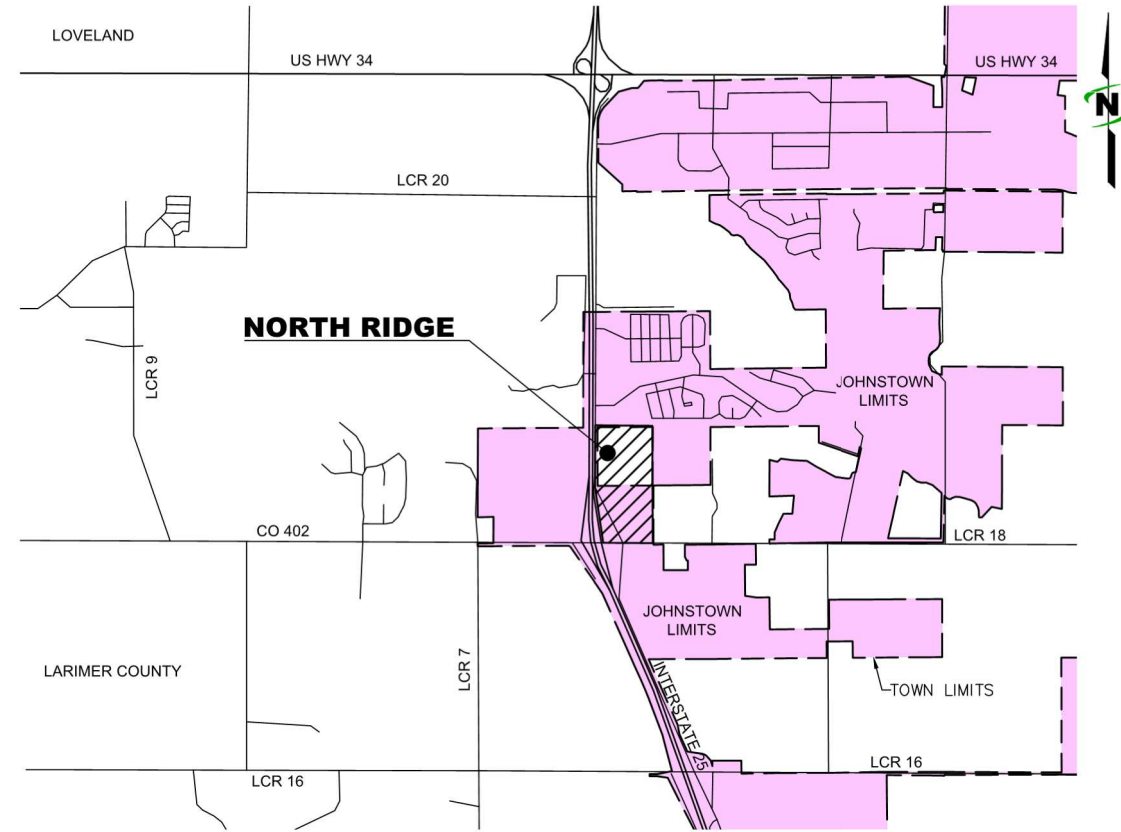 LOVELAND
US HWY 34
US HWY 34
N
LCR 20
NORTH RIDGE
LCR 9
JOHNSTOWN
LIMITS
CO 402
LCR 18
JOHNSTOWN
LIMITS
LARIMER COUNTY
LCR 7
INTERSTATE 25
TOWN LIMITS
LCR 16
LCR 16